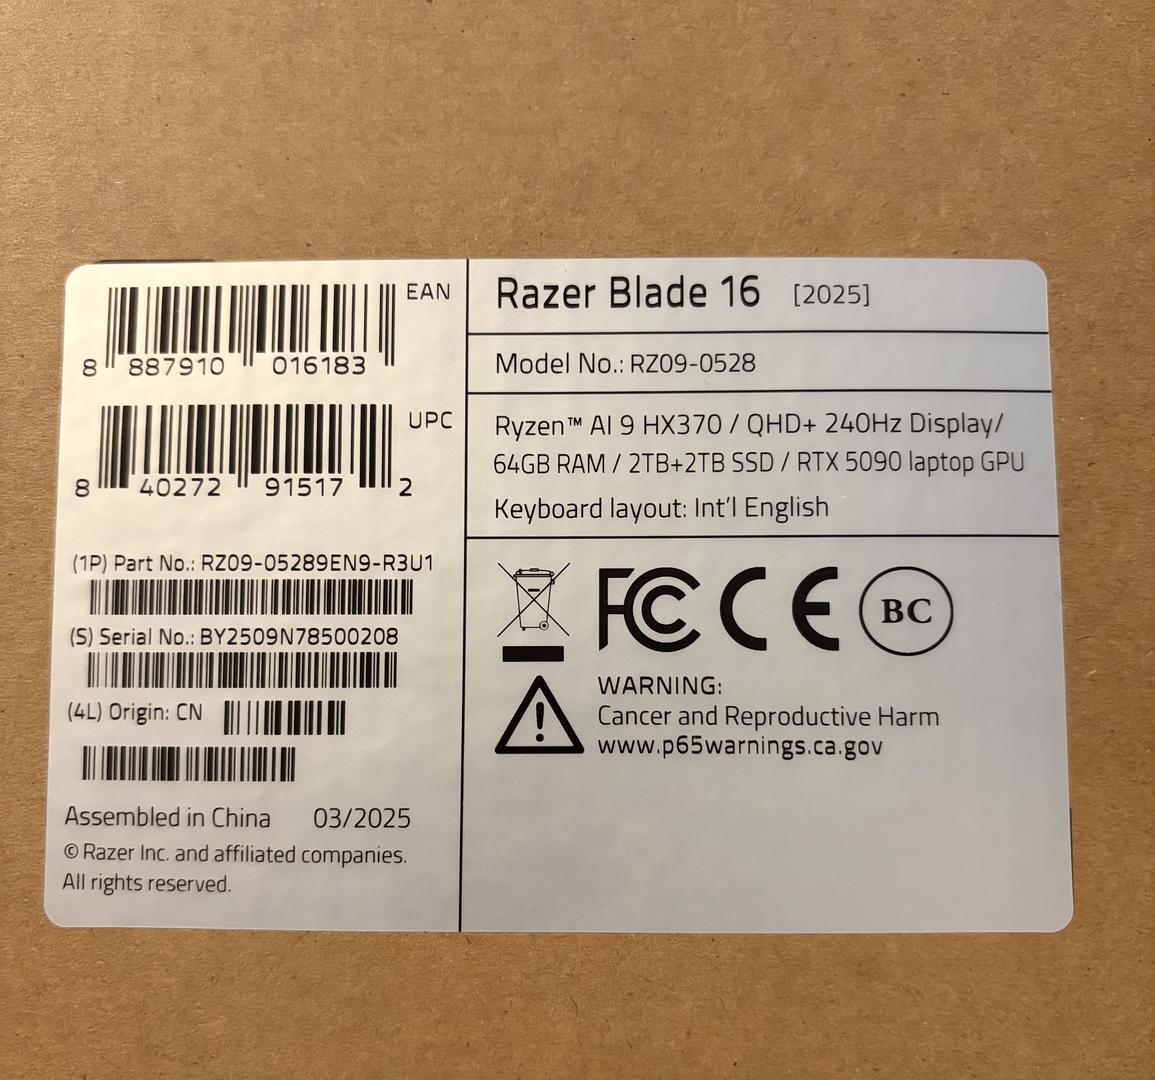 EAN
8 887910 016183
UPC
8 40272 91517 2
(1P) Part No.: RZ09-05289EN9-R3U1
(S) Serial No.: BY2509N78500208
(4L) Origin: CN
Assembled in China 03/2025
© Razer Inc. and affiliated companies.
All rights reserved.
Razer Blade 16 [2025]
Model No.: RZ09-0528
Ryzen™ AI 9 HX370 / QHD+ 240Hz Display/
64GB RAM / 2TB+2TB SSD / RTX 5090 laptop GPU
Keyboard layout: Int'l English
FC CE BC
WARNING:
Cancer and Reproductive Harm
www.p65warnings.ca.gov